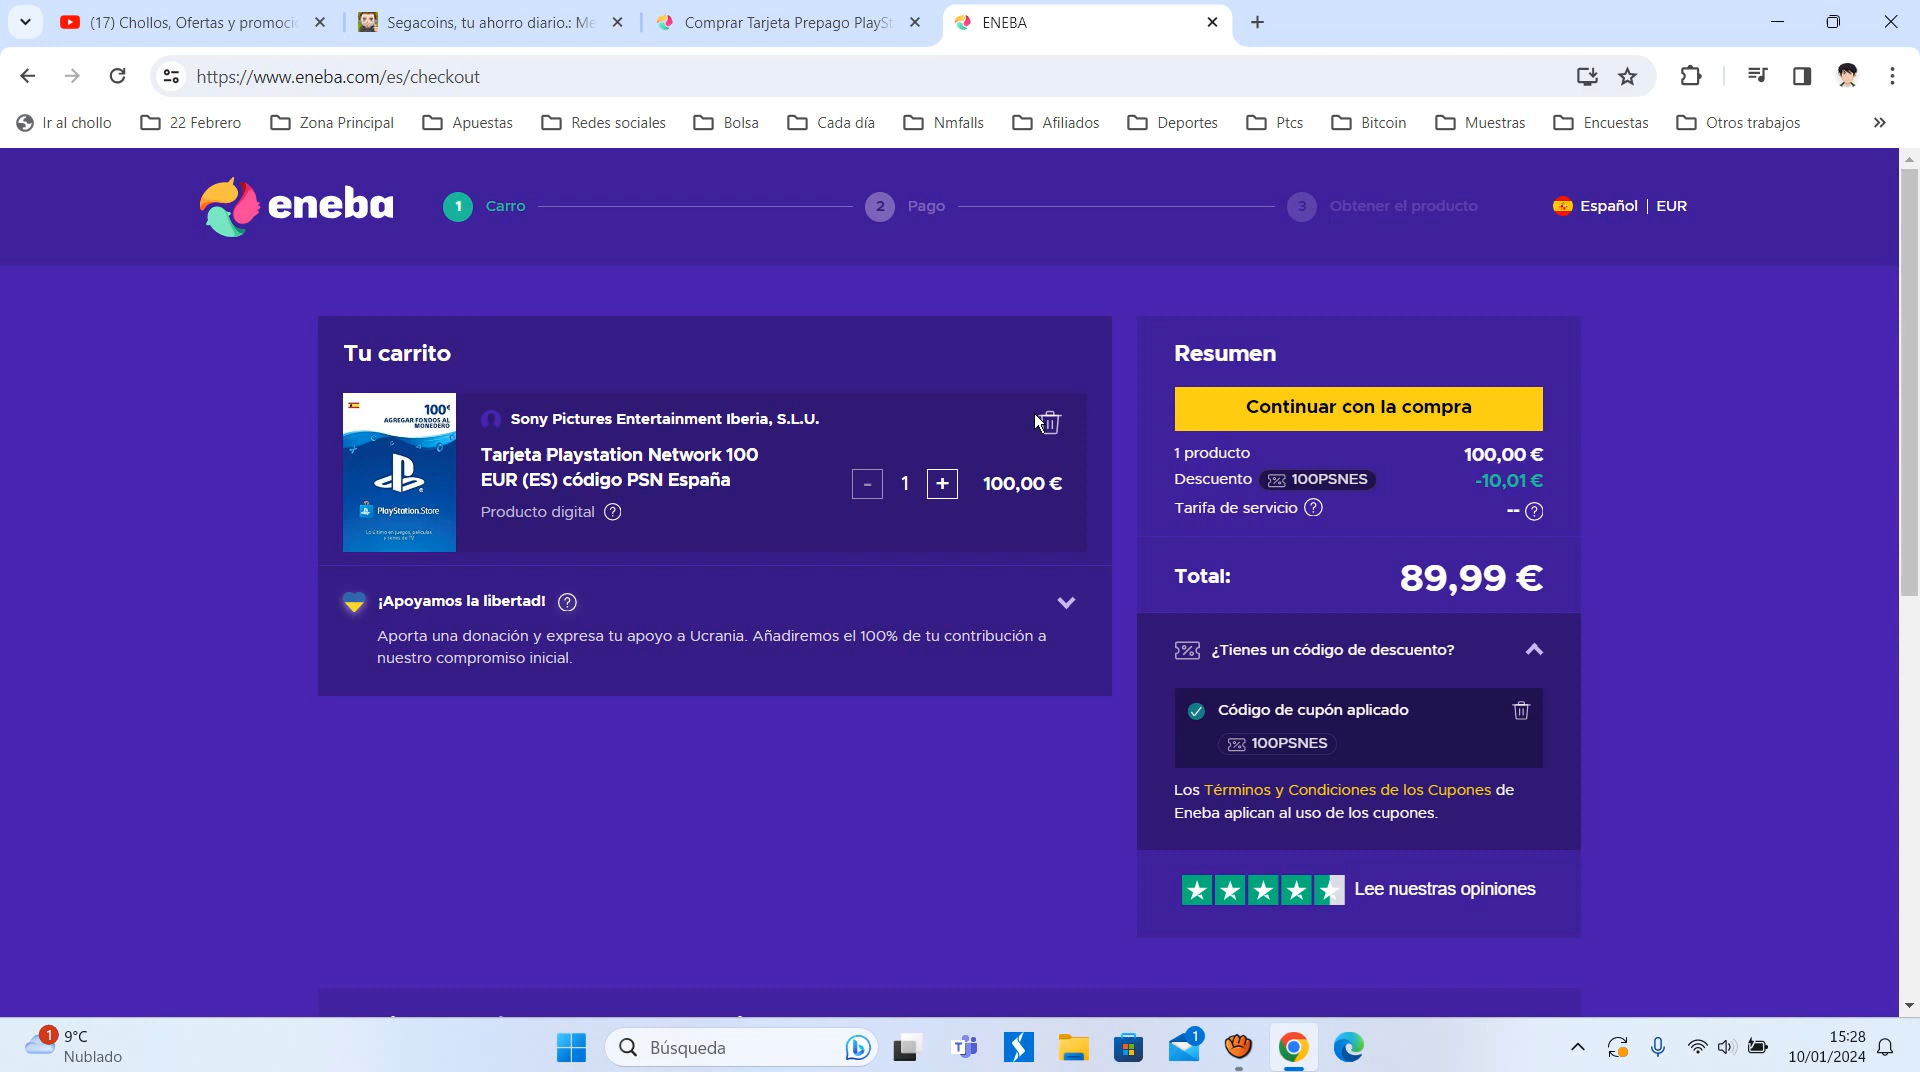 (17) Chollos, Ofertas y promoci
Segacoins, tu ahorro diario.: Me
Comprar Tarjeta Prepago PlaySt
ENEBA
https://www.eneba.com/es/checkout
Ir al chollo
22 Febrero
Zona Principal
Apuestas
Redes sociales
Bolsa
Cada día
Nmfalls
Afiliados
Deportes
Ptcs
Bitcoin
Muestras
Encuestas
Otros trabajos
»
eneba
1 Carro
2 Pago
3 Obtener el producto
Español | EUR
Tu carrito
100€
AGREGAR FONDOS AL
MONEDERO
PlayStation.Store
Sony Pictures Entertainment Iberia, S.L.U.
Tarjeta Playstation Network 100
EUR (ES) código PSN España
Producto digital ?
- 1 + 100,00 €
¡Apoyamos la libertad! ?
Aporta una donación y expresa tu apoyo a Ucrania. Añadiremos el 100% de tu contribución a
nuestro compromiso inicial.
Resumen
Continuar con la compra
1 producto 100,00 €
Descuento 100PSNES -10,01 €
Tarifa de servicio ? -- ?
Total: 89,99 €
¿Tienes un código de descuento?
Código de cupón aplicado
100PSNES
Los Términos y Condiciones de los Cupones de
Eneba aplican al uso de los cupones.
Lee nuestras opiniones
1
9°C
Nublado
Búsqueda
1
15:28
10/01/2024